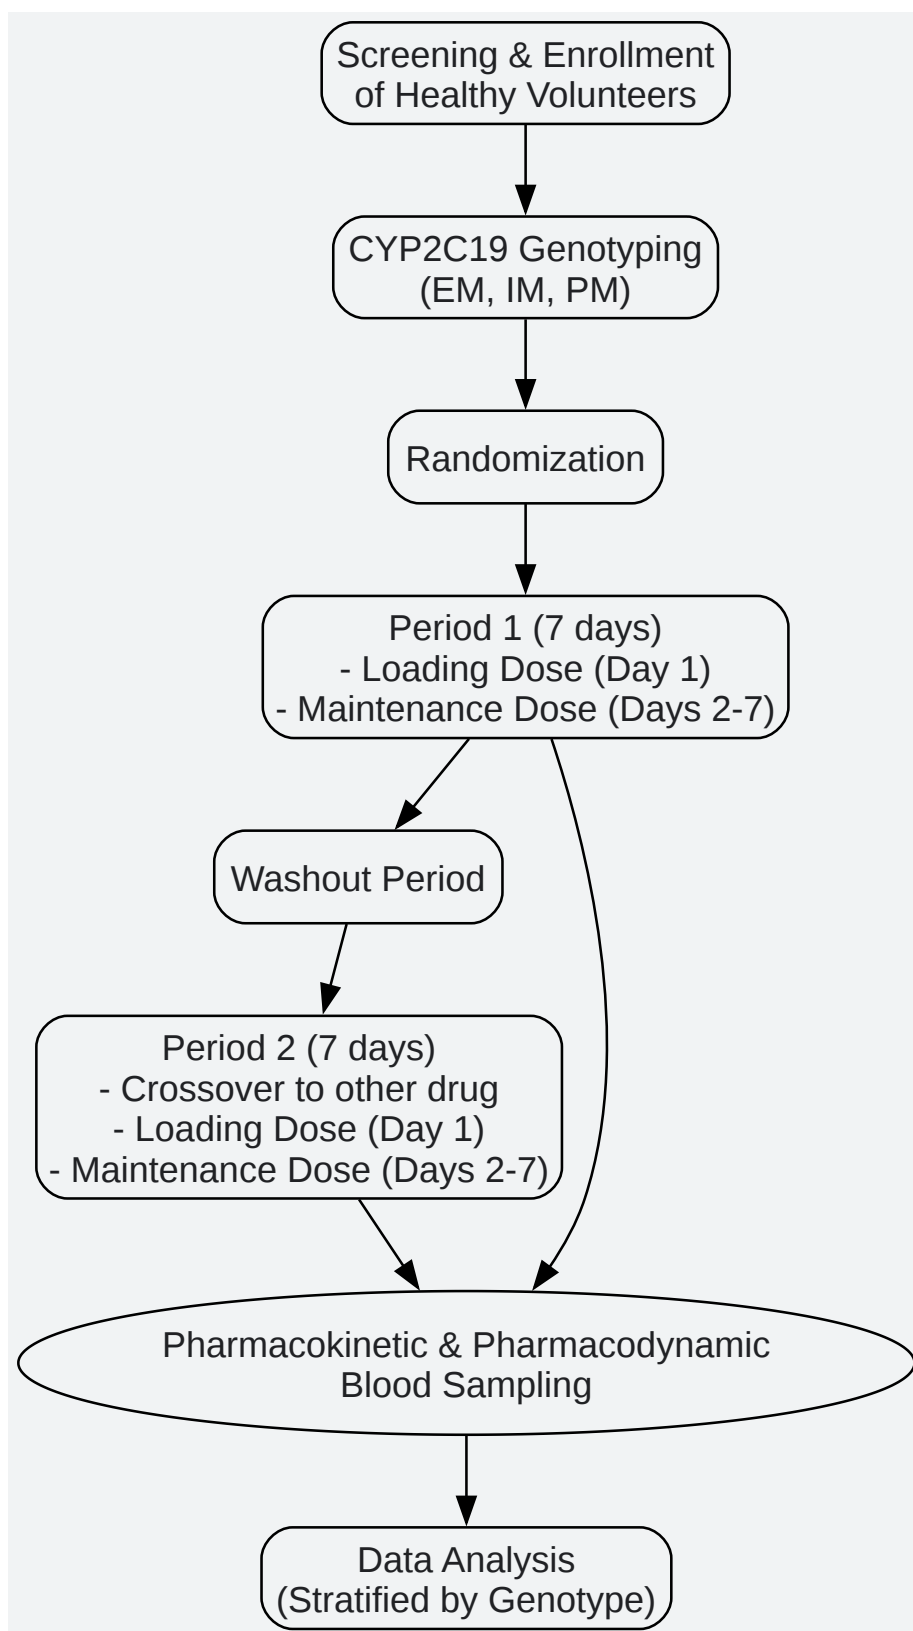 Screening & Enrollment
of Healthy Volunteers
CYP2C19 Genotyping
(EM, IM, PM)
Randomization
Period 1 (7 days)
- Loading Dose (Day 1)
- Maintenance Dose (Days 2-7)
Washout Period
Period 2 (7 days)
- Crossover to other drug
- Loading Dose (Day 1)
- Maintenance Dose (Days 2-7)
Pharmacokinetic & Pharmacodynamic
Blood Sampling
Data Analysis
(Stratified by Genotype)